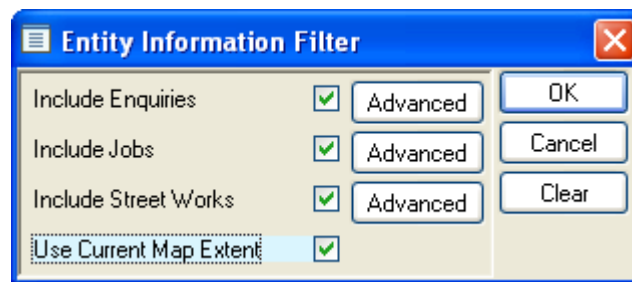 Entity Information Filter
Include Enquiries Advanced OK
Include Jobs Advanced Cancel
Include Street Works Advanced Clear
Use Current Map Extent